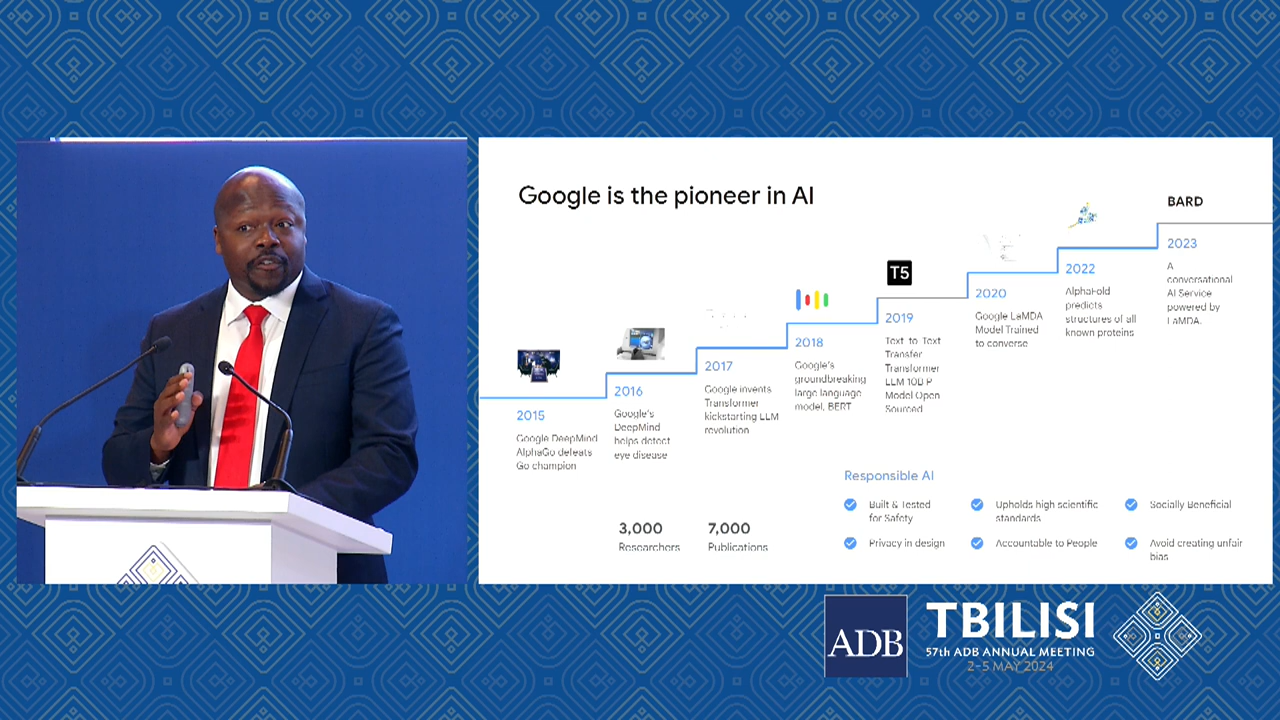 Google is the pioneer in AI
2015
Google DeepMind
AlphaGo defeats
Go champion
2016
Google's
DeepMind
helps detect
eye disease
2017
Google invents
Transformer
kickstarting LLM
revolution
2018
Google's
groundbreaking
large language
model, BERT
T5
2019
Text-to-Text
Transfer
Transformer
LLM 10B P
Model Open
Sourced
2020
Google LaMDA
Model Trained
to converse
2022
AlphaFold
predicts
structures of all
known proteins
BARD
2023
A
conversational
AI Service
powered by
LaMDA.
3,000
Researchers
7,000
Publications
Responsible AI
Built & Tested
for Safety
Upholds high scientific
standards
Socially Beneficial
Privacy in design
Accountable to People
Avoid creating unfair
bias
ADB
TBILISI
57th ADB ANNUAL MEETING
2-5 MAY 2024